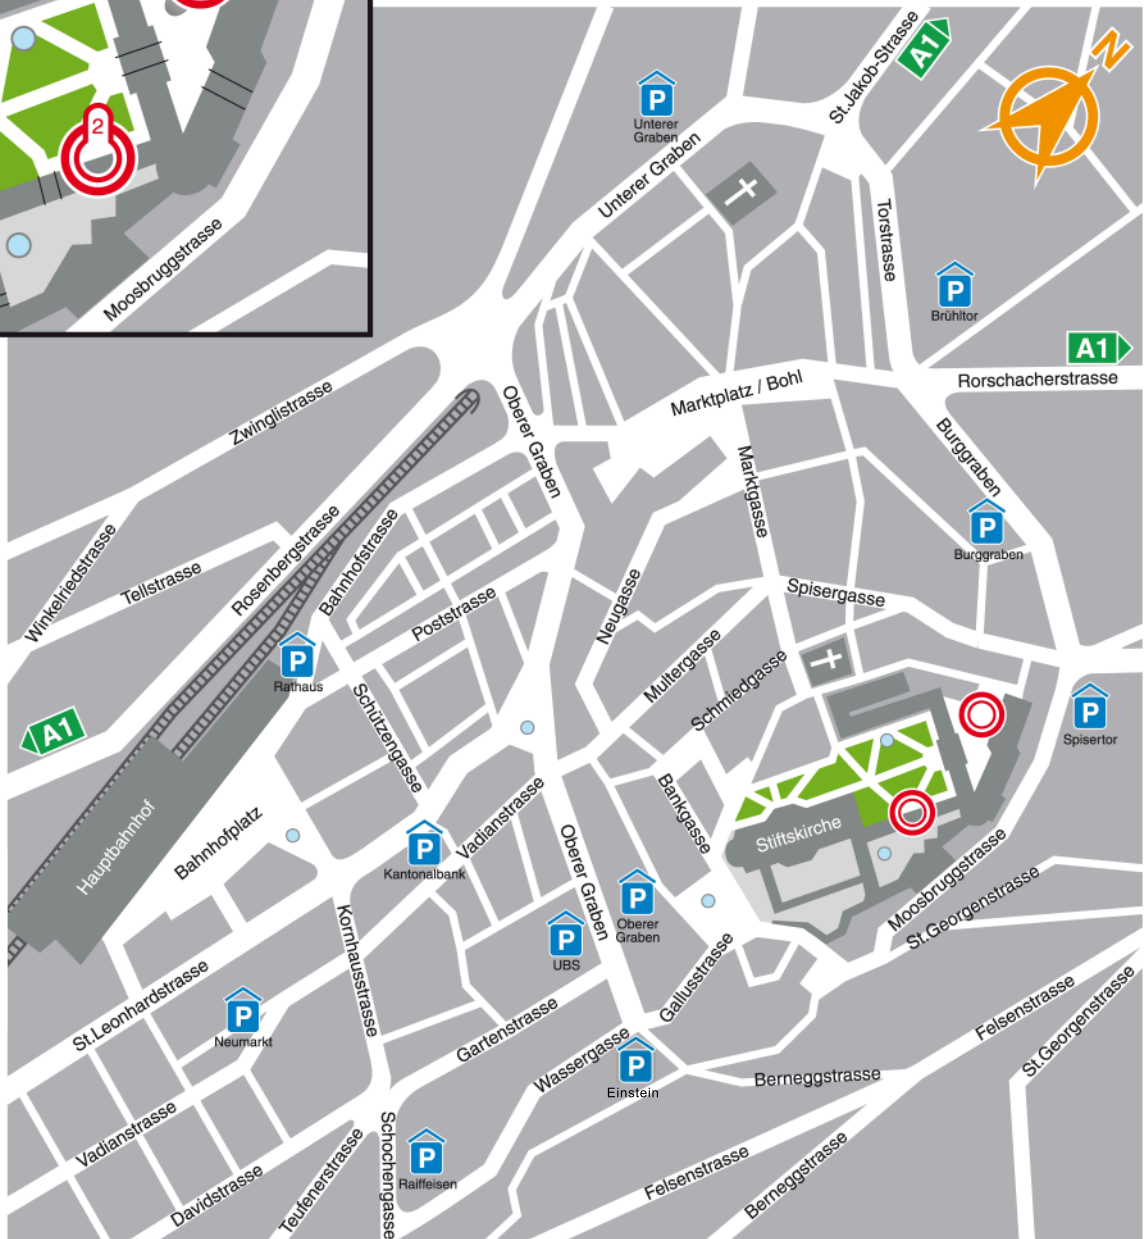 A1
N
St.Jakob-Strasse
P
Unterer
Graben
Unterer Graben
2
Torstrasse
Moosbruggstrasse
P
Brühltor
A1
Rorschacherstrasse
Marktplatz / Bohl
Zwinglistrasse
Oberer Graben
Burggraben
Marktgasse
P
Burggraben
Winkelriedstrasse
Tellstrasse
Rosenbergstrasse
Bahnhofstrasse
Poststrasse
Neugasse
Spisergasse
P
Rathaus
Multergasse
Schmiedgasse
Schützengasse
A1
P
Spisertor
Bankgasse
Stiftskirche
Hauptbahnhof
Bahnhofplatz
Vadianstrasse
P
Kantonalbank
Oberer Graben
Moosbruggstrasse
St.Georgenstrasse
P
Oberer
Graben
P
UBS
Kornhausstrasse
Gallusstrasse
St.Leonhardstrasse
P
Neumarkt
Gartenstrasse
Wassergasse
P
Einstein
Berneggstrasse
Felsenstrasse
St.Georgenstrasse
Vadianstrasse
Davidstrasse
Teufenerstrasse
Schochengasse
P
Raiffeisen
Felsenstrasse
Berneggstrasse